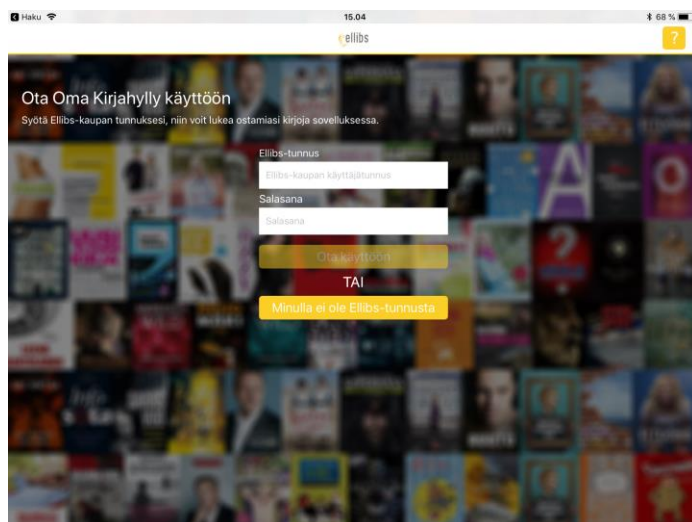 Haku
15.04
68 %
ellibs
?
Ota Oma Kirjahylly käyttöön
Syötä Ellibs-kaupan tunnuksesi, niin voit lukea ostamiasi kirjoja sovelluksessa.
Ellibs-tunnus
Ellibs-kaupan käyttäjätunnus
Salasana
Salasana
Ota käyttöön
TAI
Minulla ei ole Ellibs-tunnusta